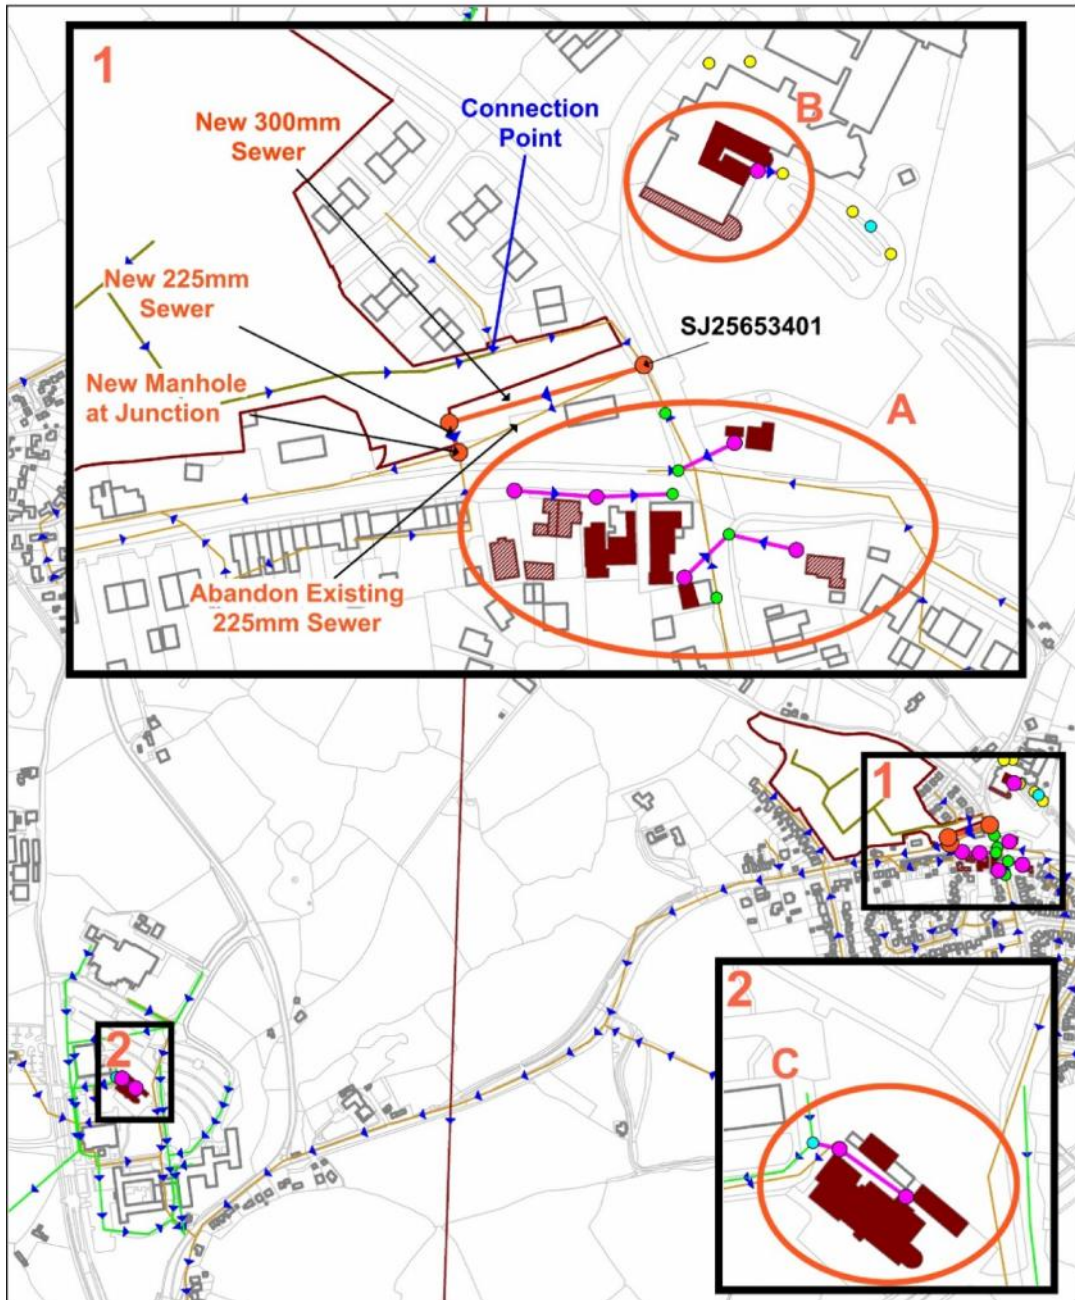 1
New 300mm
Sewer
Connection
Point
B
New 225mm
Sewer
SJ25653401
New Manhole
at Junction
A
Abandon Existing
225mm Sewer
1
2
2
C